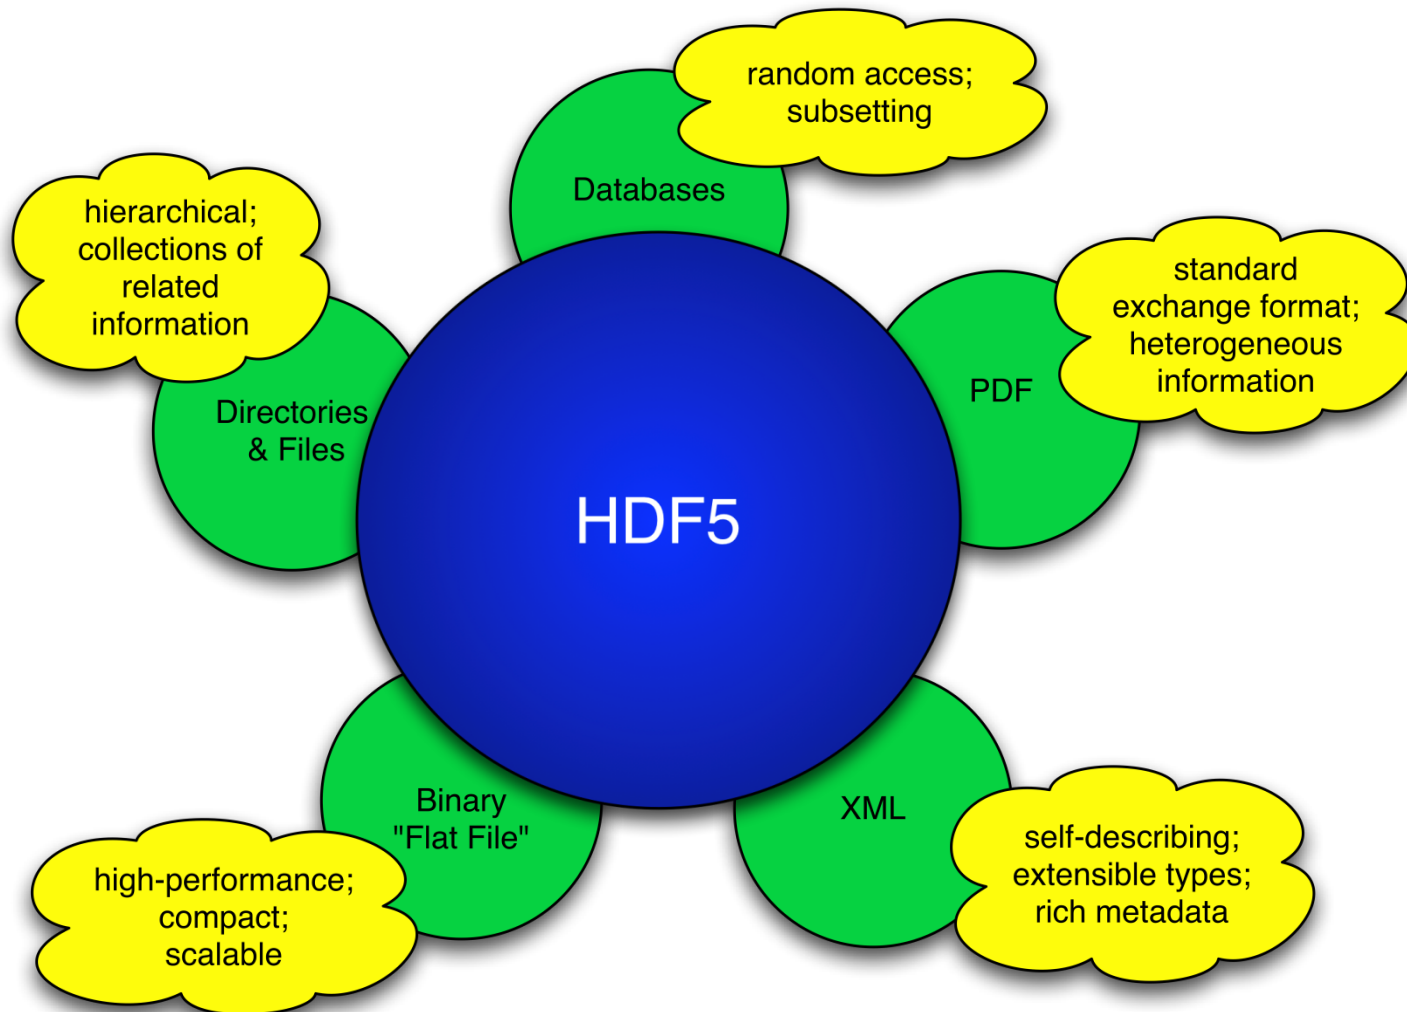 random access;
subsetting
Databases
hierarchical;
collections of
related
information
Directories
& Files
standard
exchange format;
heterogeneous
information
PDF
HDF5
Binary
"Flat File"
high-performance;
compact;
scalable
XML
self-describing;
extensible types;
rich metadata